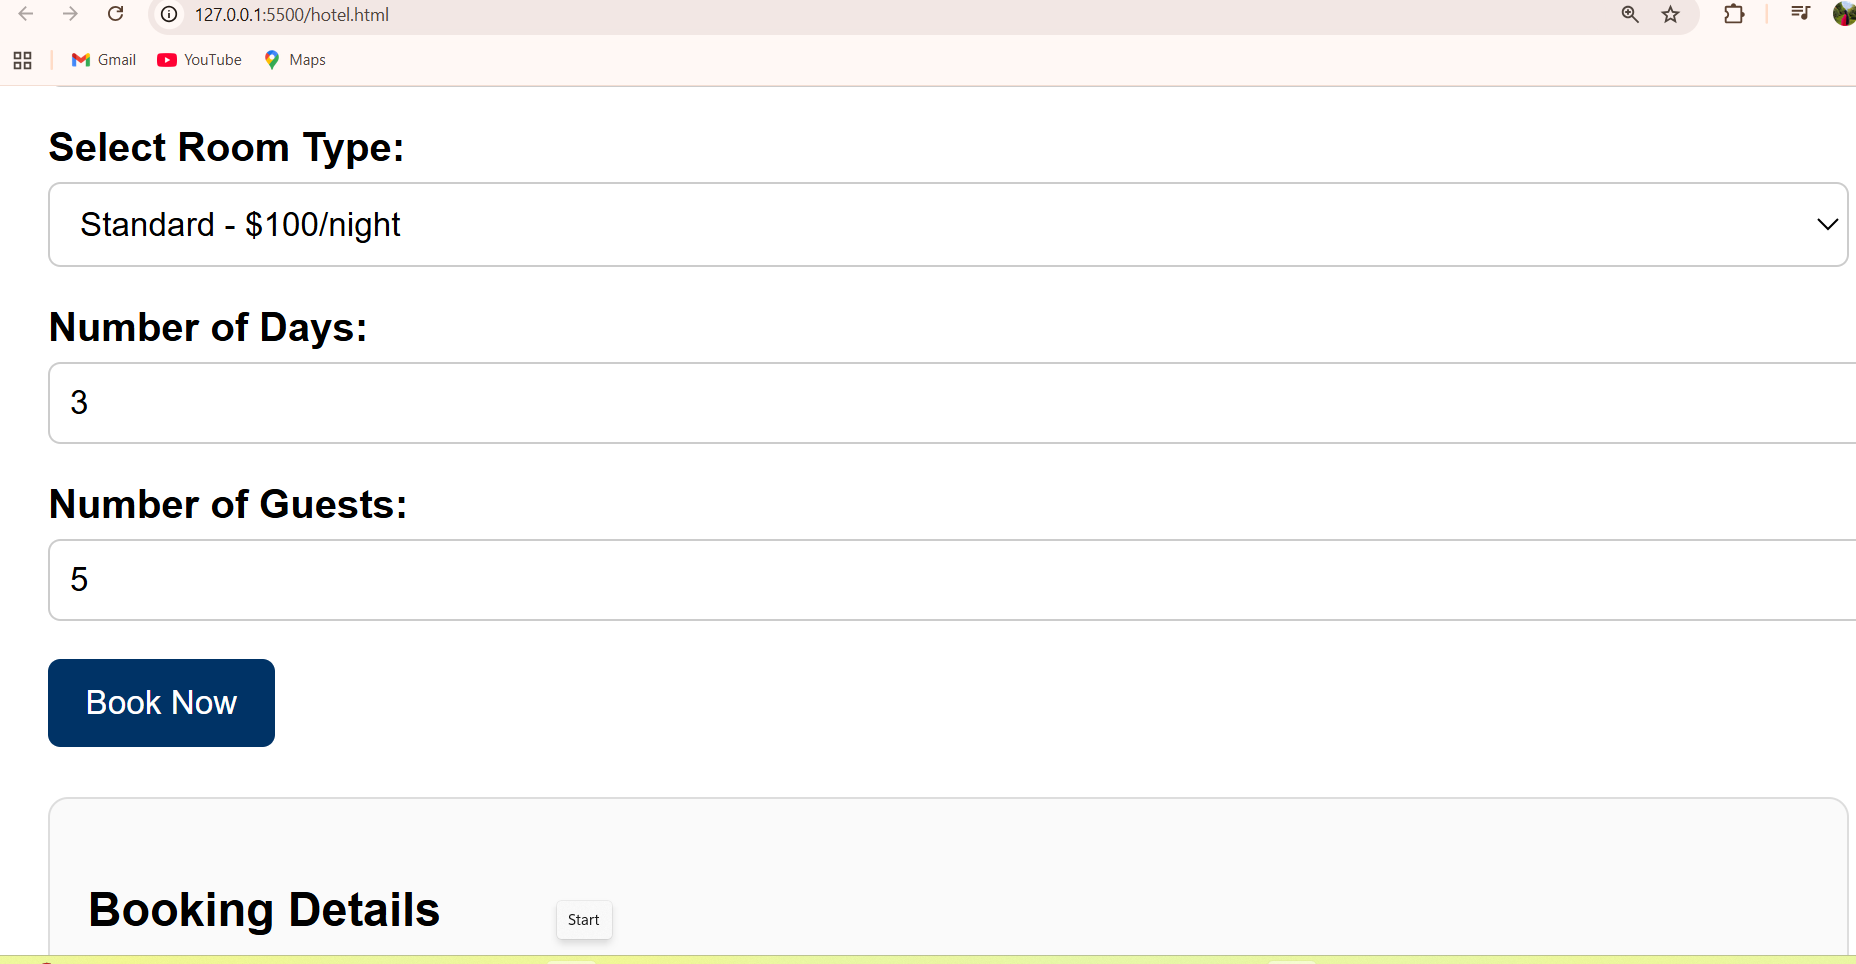 127.0.0.1:5500/hotel.html
Gmail YouTube Maps
Select Room Type:
Standard - $100/night
Number of Days:
3
Number of Guests:
5
Book Now
Booking Details
Start